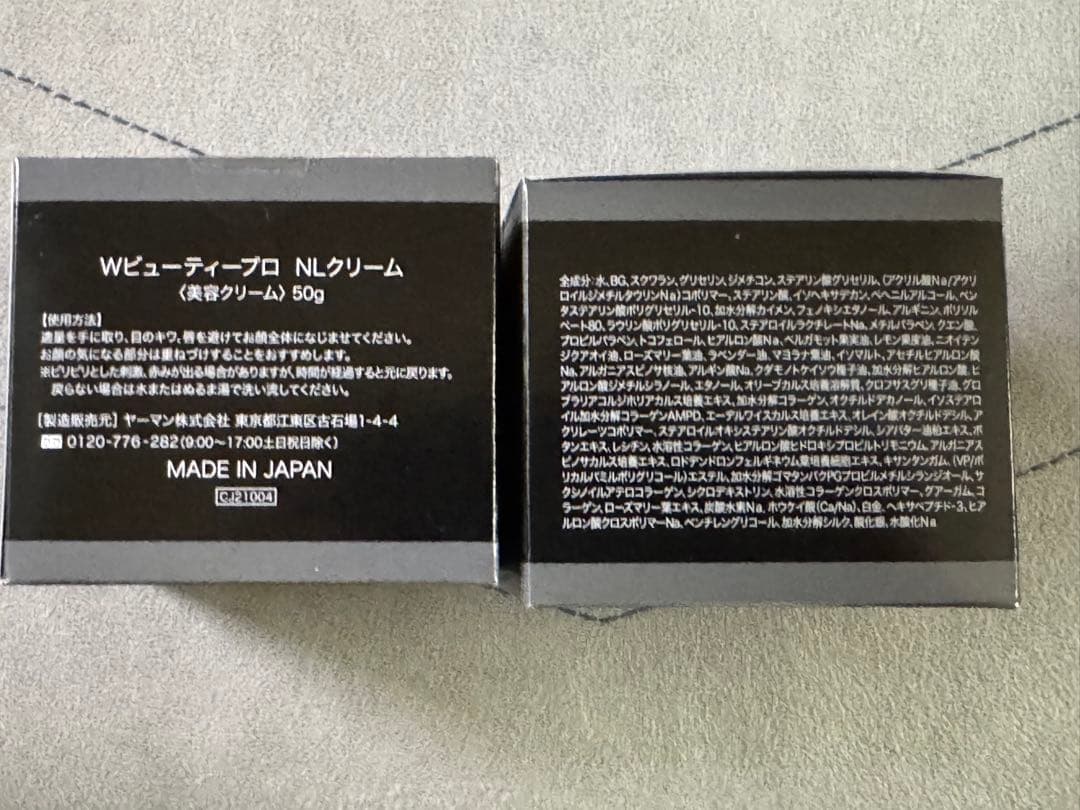 Wビューティープロ NLクリーム
〈美容クリーム〉50g
【使用方法】
適量を手に取り、目のキワ、唇を避けてお顔全体になじませてください。
お顔の気になる部分は重ねづけすることをおすすめします。
※ピリピリとした刺激、赤みが出る場合がありますが、時間が経過すると元に戻ります。
戻らない場合は水またはぬるま湯で洗い流してください。
【製造販売元】ヤーマン株式会社 東京都江東区古石場1-4-4
0120-776-282(9:00〜17:00土日祝日除く)
MADE IN JAPAN
CJ21004
全成分:水、BG、スクワラン、グリセリン、ジメチコン、ステアリン酸グリセリル、(アクリル酸Na/アクリ
ロイルジメチルタウリンNa)コポリマー、ステアリン酸、イソヘキサデカン、ベヘニルアルコール、ペン
タステアリン酸ポリグリセリル-10、加水分解カイメン、フェノキシエタノール、アルギニン、ポリソル
ベート80、ラウリン酸ポリグリセリル-10、ステアロイルラクチレートNa、メチルパラベン、クエン酸、
プロピルパラベン、トコフェロール、ヒアルロン酸Na、ベルガモット果実油、レモン果皮油、ニオイテン
ジクアオイ油、ローズマリー葉油、ラベンダー油、マヨラナ葉油、イソマルト、アセチルヒアルロン酸
Na、アルガニアスピノサ核油、アルギン酸Na、クダモノトケイソウ種子油、加水分解ヒアルロン酸、ヒ
アルロン酸ジメチルシラノール、エタノール、オリーブカルス培養溶解質、クロフサスグリ種子油、グロ
ブラリアコルジホリアカルス培養エキス、加水分解コラーゲン、オクチルドデカノール、イソステアロ
イル加水分解コラーゲンAMPD、エーデルワイスカルス培養エキス、オレイン酸オクチルドデシル、ア
クリレーツコポリマー、ステアロイルオキシステアリン酸オクチルドデシル、シアバター油粕エキス、ボ
タンエキス、レシチン、水溶性コラーゲン、ヒアルロン酸ヒドロキシプロピルトリモニウム、アルガニアス
ピノサカルス培養エキス、ロドデンドロンフェルギネウム葉培養細胞エキス、キサンタンガム、(VP/ポ
リカルバミルポリグリコール)エステル、加水分解ゴマタンパクPGプロピルメチルシランジオール、サ
クシノイルアテロコラーゲン、シクロデキストリン、水溶性コラーゲンクロスポリマー、グアーガム、コ
ラーゲン、ローズマリー葉エキス、炭酸水素Na、ホウケイ酸(Ca/Na)、白金、ヘキサペプチド-3、ヒア
ルロン酸クロスポリマーNa、ペンチレングリコール、加水分解シルク、酸化銀、水酸化Na